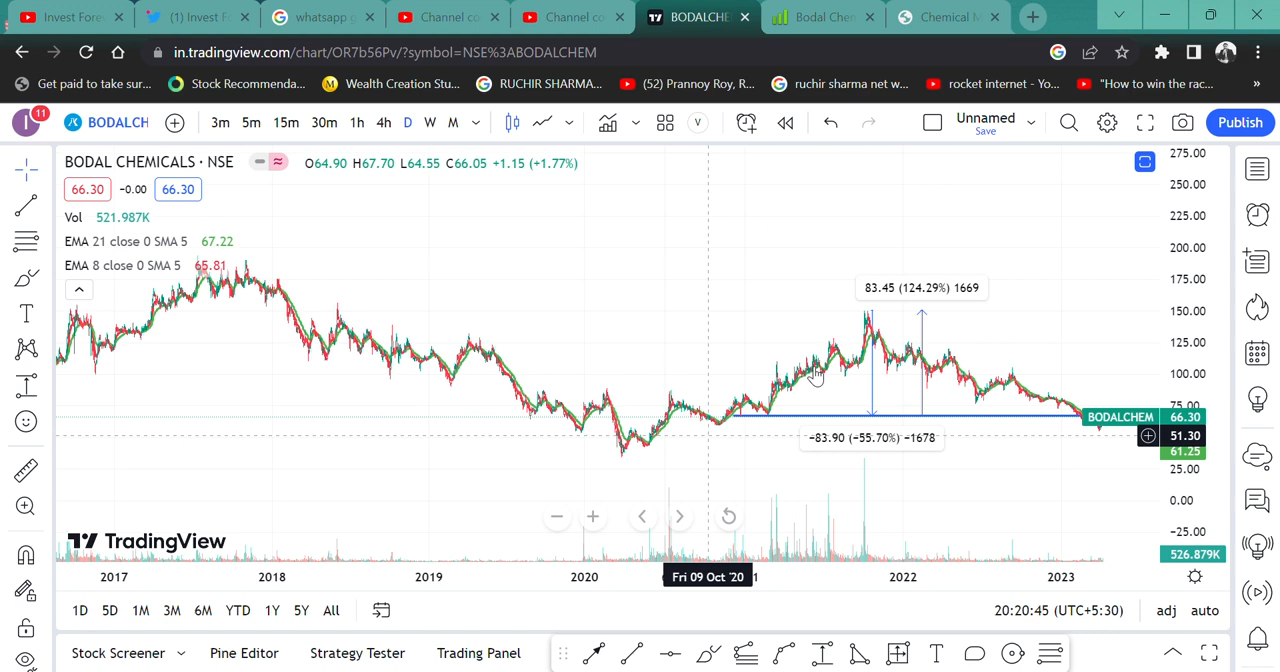 Invest Fores
(1) Invest F
whatsapp g
Channel co
Channel co
BODALCHE
Bodal Chem
Chemical M
in.tradingview.com/chart/OR7b56Pv/?symbol=NSE%3ABODALCHEM
Get paid to take sur...
Stock Recommenda...
Wealth Creation Stu...
RUCHIR SHARMA...
(52) Prannoy Roy, R...
ruchir sharma net w...
rocket internet - Yo...
"How to win the rac...
»
I
11
BODALCH
3m
5m
15m
30m
1h
4h
D
W
M
V
Unnamed
Save
Publish
BODAL CHEMICALS · NSE
O64.90 H67.70 L64.55 C66.05 +1.15 (+1.77%)
66.30
-0.00
66.30
Vol 521.987K
EMA 21 close 0 SMA 5 67.22
EMA 8 close 0 SMA 5 65.81
83.45 (124.29%) 1669
−83.90 (−55.70%) −1678
275.00
250.00
225.00
200.00
175.00
150.00
125.00
100.00
75.00
BODALCHEM 66.30
51.30
61.25
25.00
0.00
−25.00
526.879K
TradingView
2017
2018
2019
2020
Fri 09 Oct '20
1
2022
2023
1D
5D
1M
3M
6M
YTD
1Y
5Y
All
20:20:45 (UTC+5:30)
adj
auto
Stock Screener
Pine Editor
Strategy Tester
Trading Panel
T